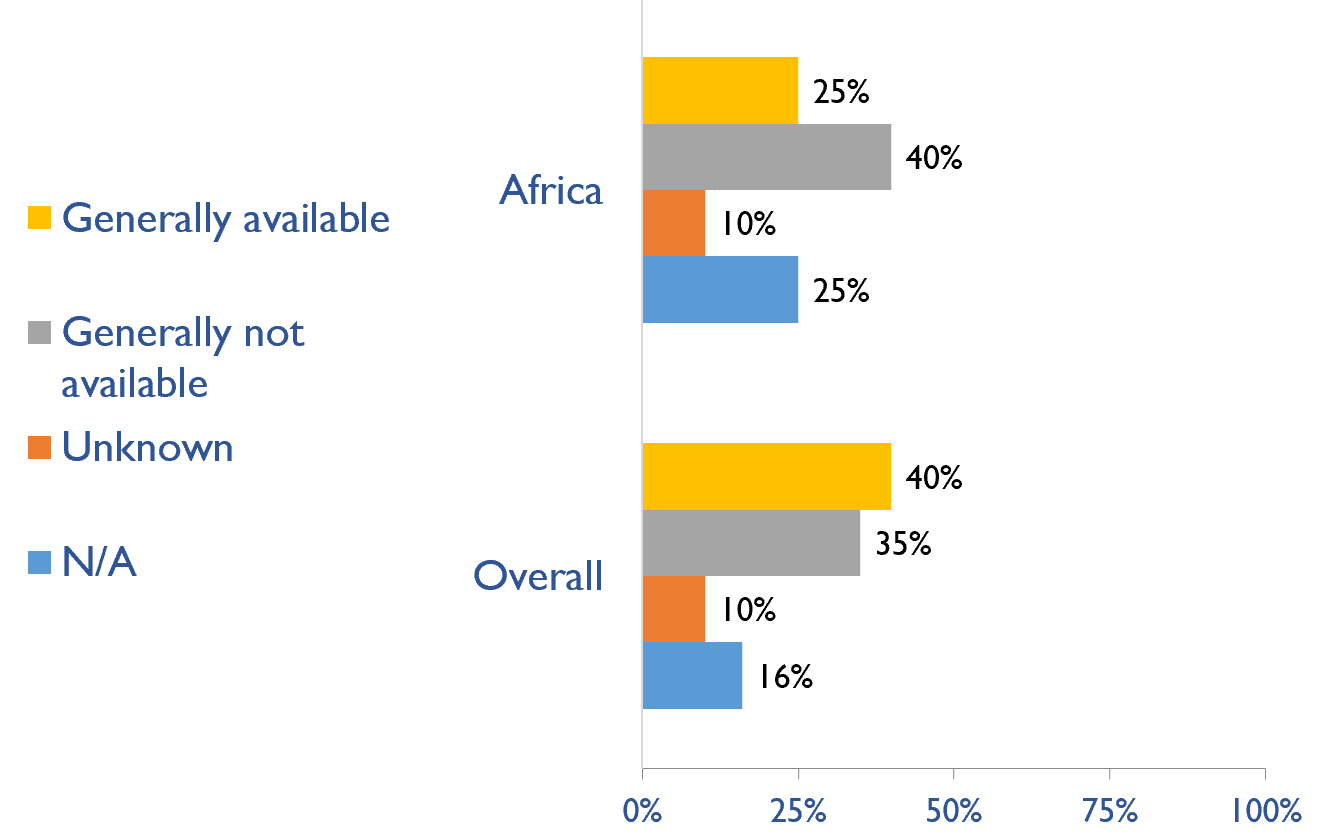 Generally available
Generally not
available
Unknown
N/A
Africa
25%
40%
10%
25%
Overall
40%
35%
10%
16%
0% 25% 50% 75% 100%